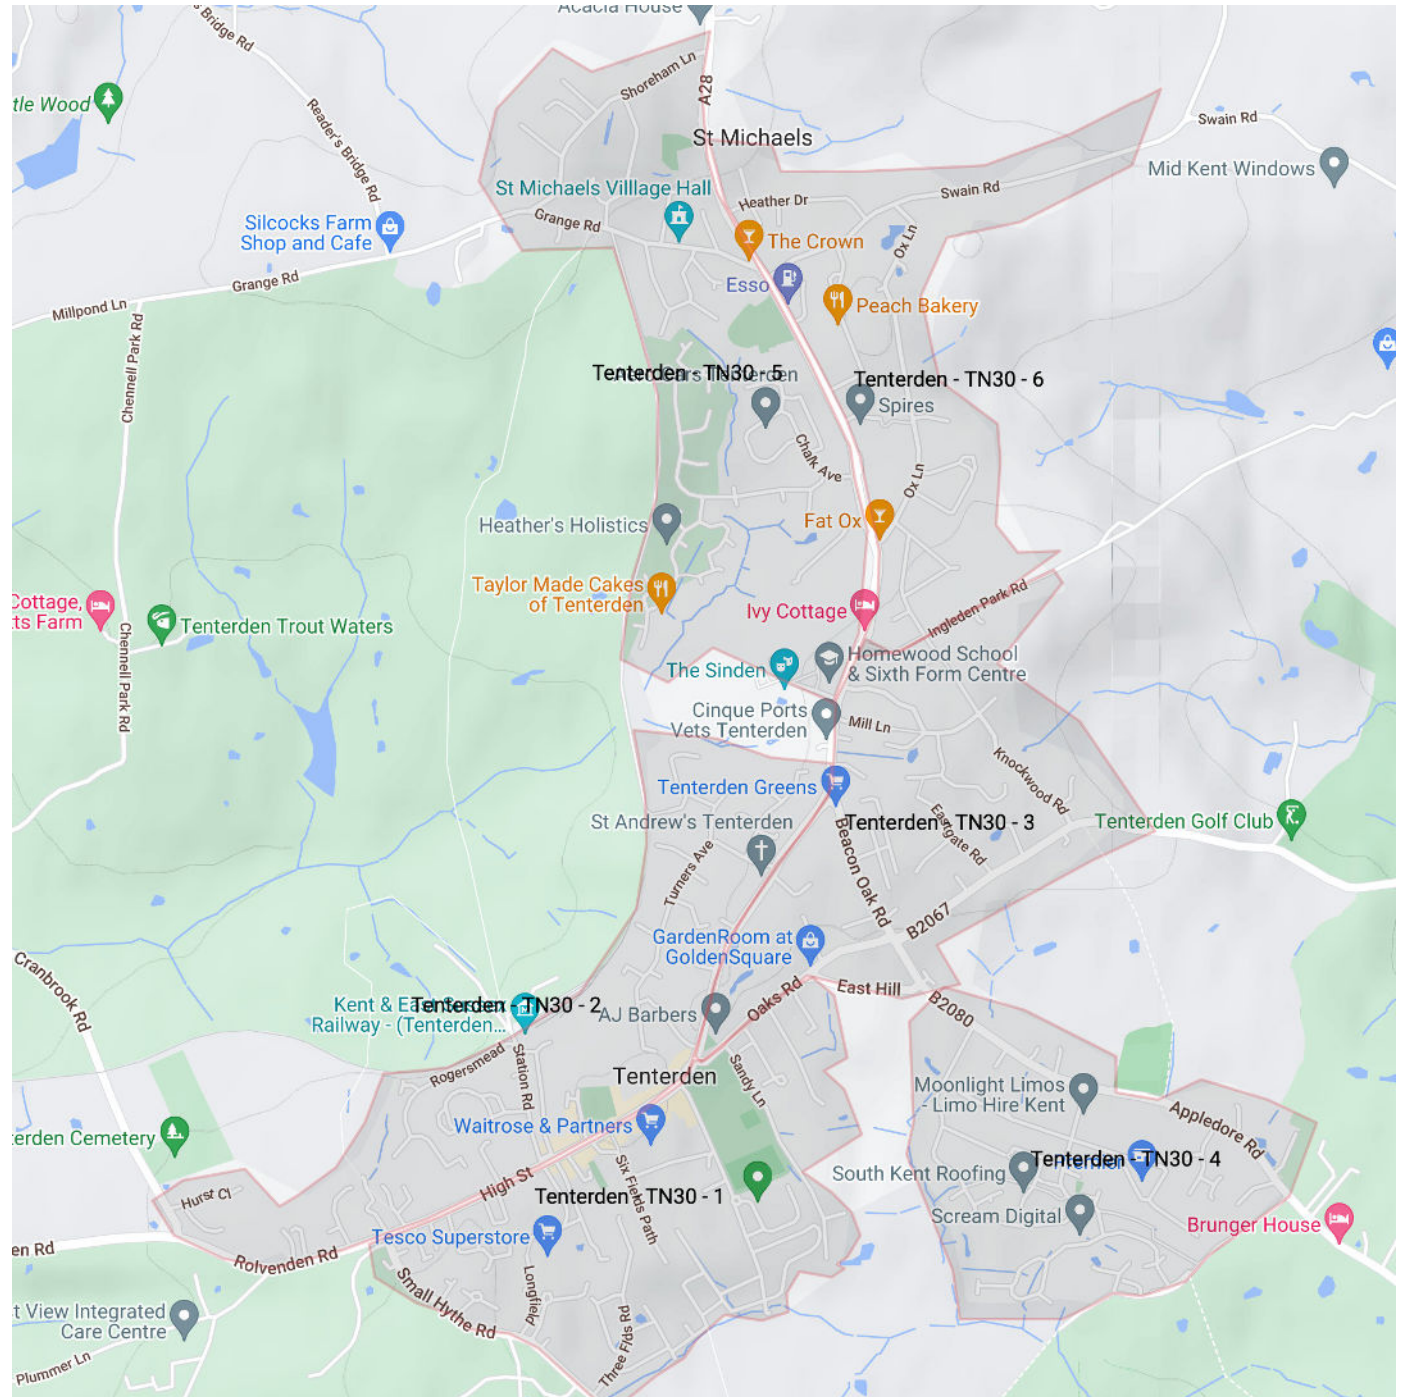 Acacia House
s Bridge Rd
Shoreham Ln
A28
tle Wood
Reader's Bridge Rd
St Michaels
Swain Rd
Mid Kent Windows
St Michaels Villlage Hall
Heather Dr
Swain Rd
Grange Rd
Silcocks Farm
Shop and Cafe
The Crown
Ox Ln
Grange Rd
Esso
Millpond Ln
Peach Bakery
Chennell Park Rd
Tenterden - TN30 - 5
Tenterden - TN30 - 6
Spires
Chalk Ave
Ox Ln
Heather's Holistics
Fat Ox
Taylor Made Cakes
of Tenterden
Cottage,
ts Farm
Ivy Cottage
Ingleden Park Rd
Tenterden Trout Waters
Chennell Park Rd
The Sinden
Homewood School
& Sixth Form Centre
Cinque Ports
Vets Tenterden
Mill Ln
Knockwood Rd
Tenterden Greens
St Andrew's Tenterden
Tenterden - TN30 - 3
Eastgate Rd
Tenterden Golf Club
Turners Ave
Beacon Oak Rd
B2067
GardenRoom at
GoldenSquare
Cranbrook Rd
East Hill
B2080
Kent & East Sussex
Railway - (Tenterden...
Tenterden - TN30 - 2
AJ Barbers
Oaks Rd
Rogersmead
Station Rd
Tenterden
Sandy Ln
Moonlight Limos
- Limo Hire Kent
Waitrose & Partners
Appledore Rd
terden Cemetery
South Kent Roofing
Tenterden - TN30 - 4
Premier
Hurst Cl
High St
Six Fields Path
Tenterden - TN30 - 1
Scream Digital
Brunger House
Tesco Superstore
en Rd
Rolvenden Rd
Small Hythe Rd
Longfield
t View Integrated
Care Centre
Three Flds Rd
Plummer Ln